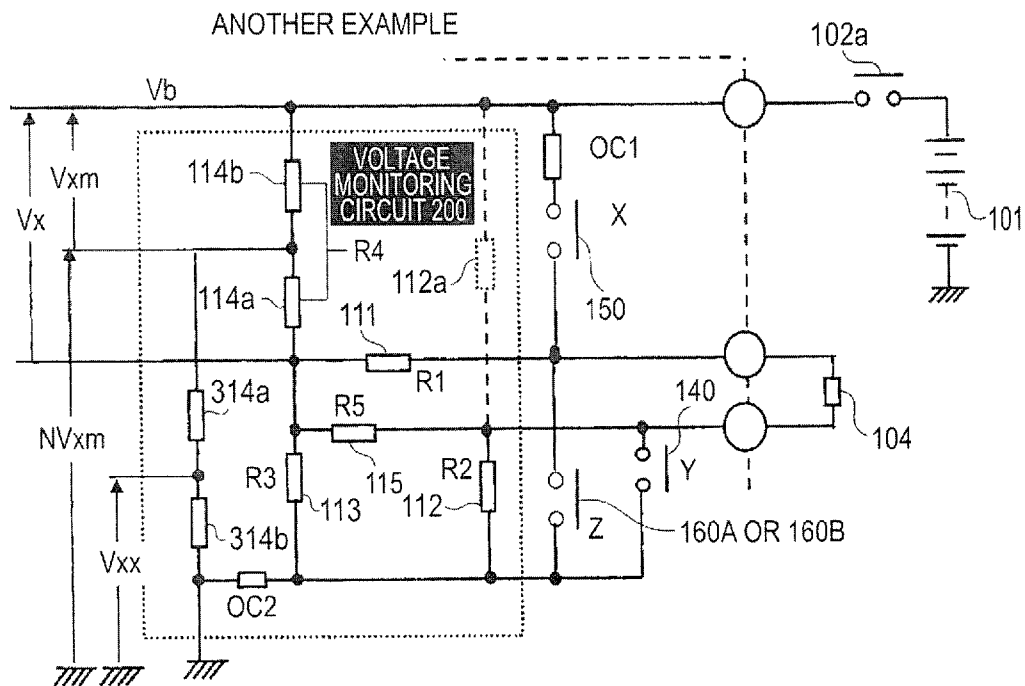 ANOTHER EXAMPLE
102a
Vb
OC1
114b
VOLTAGE
MONITORING
CIRCUIT 200
Vxm
Vx
X
101
R4
112a
114a
150
111
R1
314a
140
104
R5
NVxm
R3
R2
Y
115
113
112
314b
Z
160A OR 160B
Vxx
OC2